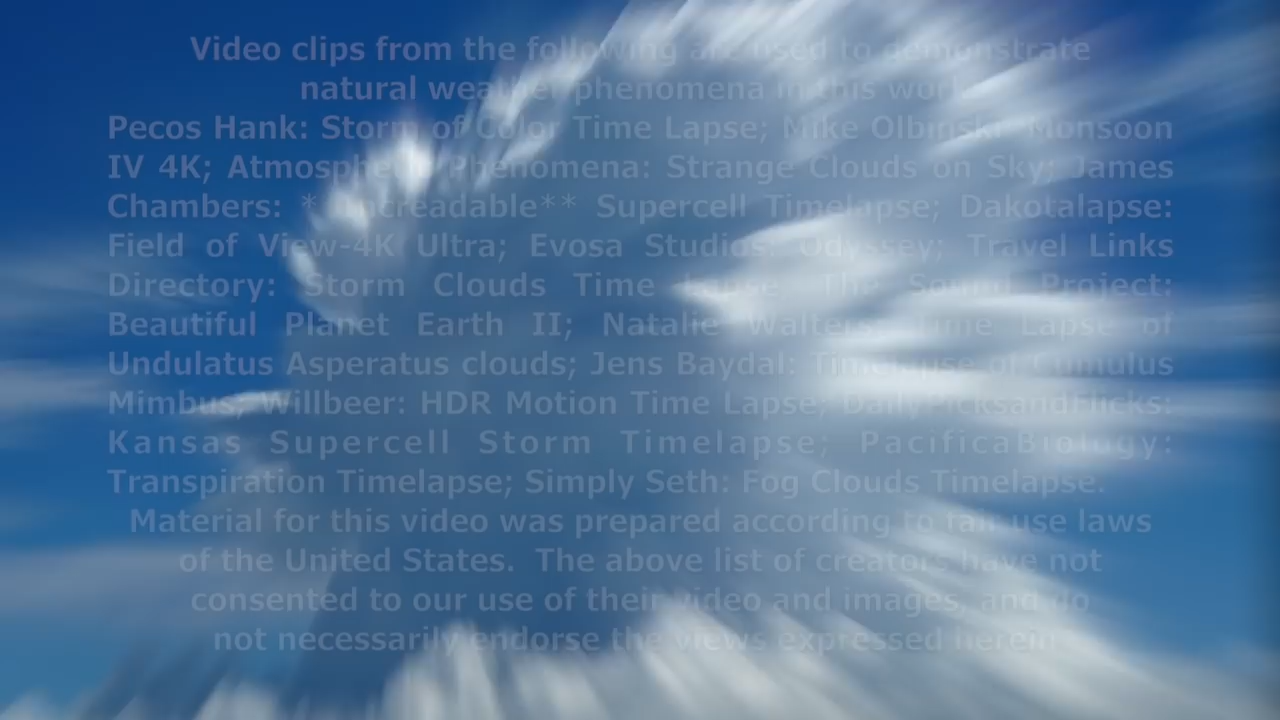 Video clips from the following are used to demonstrate
natural weather phenomena in this work:
Pecos Hank: Storm of Color Time Lapse; Mike Olbinski: Monsoon
IV 4K; Atmospheric Phenomena: Strange Clouds on Sky; James
Chambers: Supercell Timelapse; Dakotalapse:
Field of View-4K Ultra; Evosa Studios: Odyssey; Travel Links
Directory: Storm Clouds Time Lapse; The Sound Project:
Beautiful Planet Earth II; Natalie Walters: Time Lapse of
Undulatus Asperatus clouds; Jens Baydal: of Cumulus
Mimbus Willbeer: HDR Motion Time Lapse; DailyPicksandFlicks:
Kansas Supercell Storm Timelapse; PacificaBiology:
Transpiration Timelapse; Simply Seth: Fog Clouds Timelapse.
Material for this video was prepared according to fair use laws
of the United States. The above list of creators have not
consented to our use of their video and images, and do
not necessarily endorse the views expressed herein.